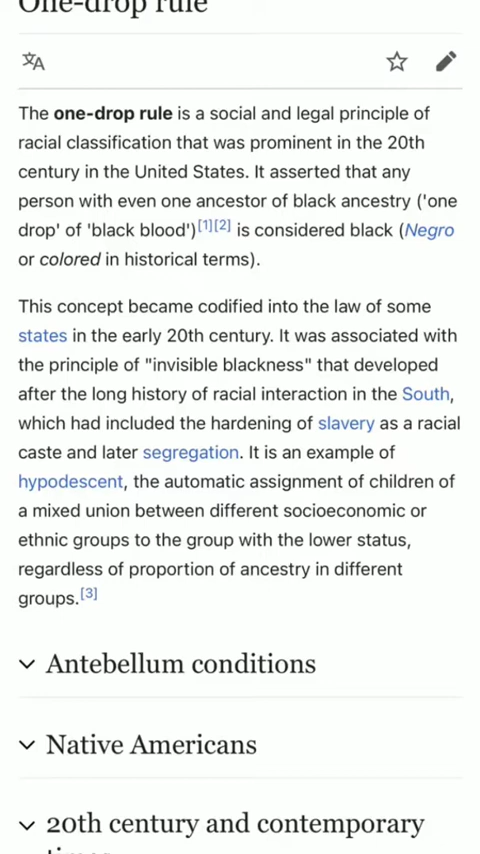 One-drop rule
The one-drop rule is a social and legal principle of
racial classification that was prominent in the 20th
century in the United States. It asserted that any
person with even one ancestor of black ancestry ('one
drop' of 'black blood')[1][2] is considered black (Negro
or colored in historical terms).
This concept became codified into the law of some
states in the early 20th century. It was associated with
the principle of "invisible blackness" that developed
after the long history of racial interaction in the South,
which had included the hardening of slavery as a racial
caste and later segregation. It is an example of
hypodescent, the automatic assignment of children of
a mixed union between different socioeconomic or
ethnic groups to the group with the lower status,
regardless of proportion of ancestry in different
groups.[3]
Antebellum conditions
Native Americans
20th century and contemporary
times